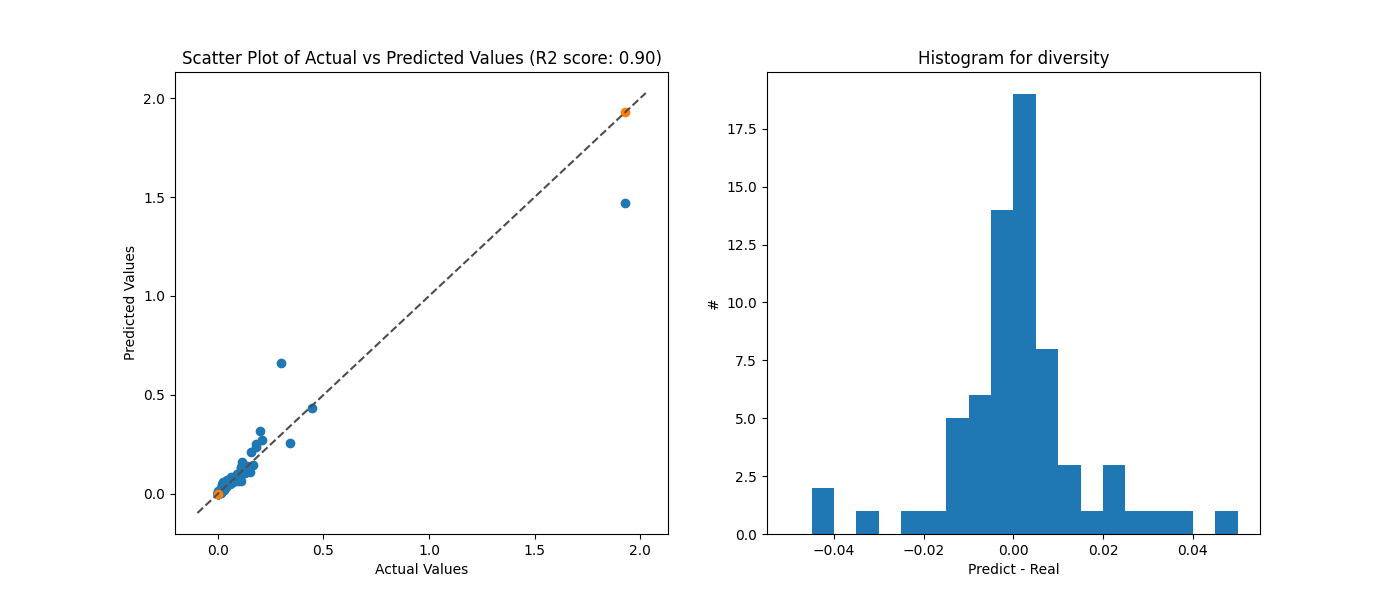 Scatter Plot of Actual vs Predicted Values (R2 score: 0.90)
2.0
1.5
1.0
0.5
0.0
Predicted Values
0.0 0.5 1.0 1.5 2.0
Actual Values
Histogram for diversity
17.5
15.0
12.5
10.0
7.5
5.0
2.5
0.0
#
−0.04 −0.02 0.00 0.02 0.04
Predict - Real